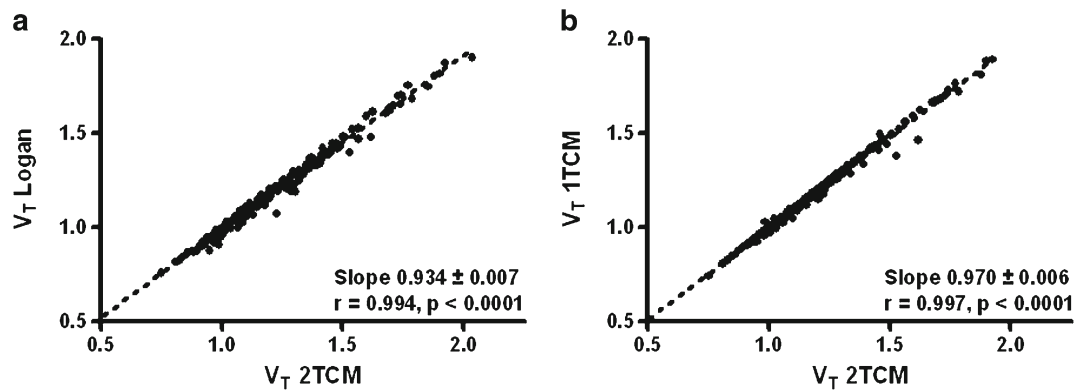 a
2.0
1.5
1.0
0.5
V_T Logan
Slope 0.934 ± 0.007
r = 0.994, p < 0.0001
0.5 1.0 1.5 2.0
V_T 2TCM
b
2.0
1.5
1.0
0.5
V_T 1TCM
Slope 0.970 ± 0.006
r = 0.997, p < 0.0001
0.5 1.0 1.5 2.0
V_T 2TCM